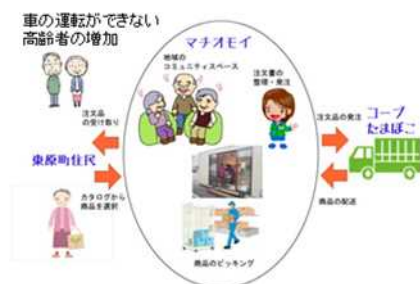 車の運転ができない
高齢者の増加
マチオモイ
地域の
コミュニティスペース
注文書の
整理・発注
注文品
の受け取り
注文品の発注
コープ
たまぼこ
東原町住民
カタログから
商品を選択
商品の配送
商品のピッキング